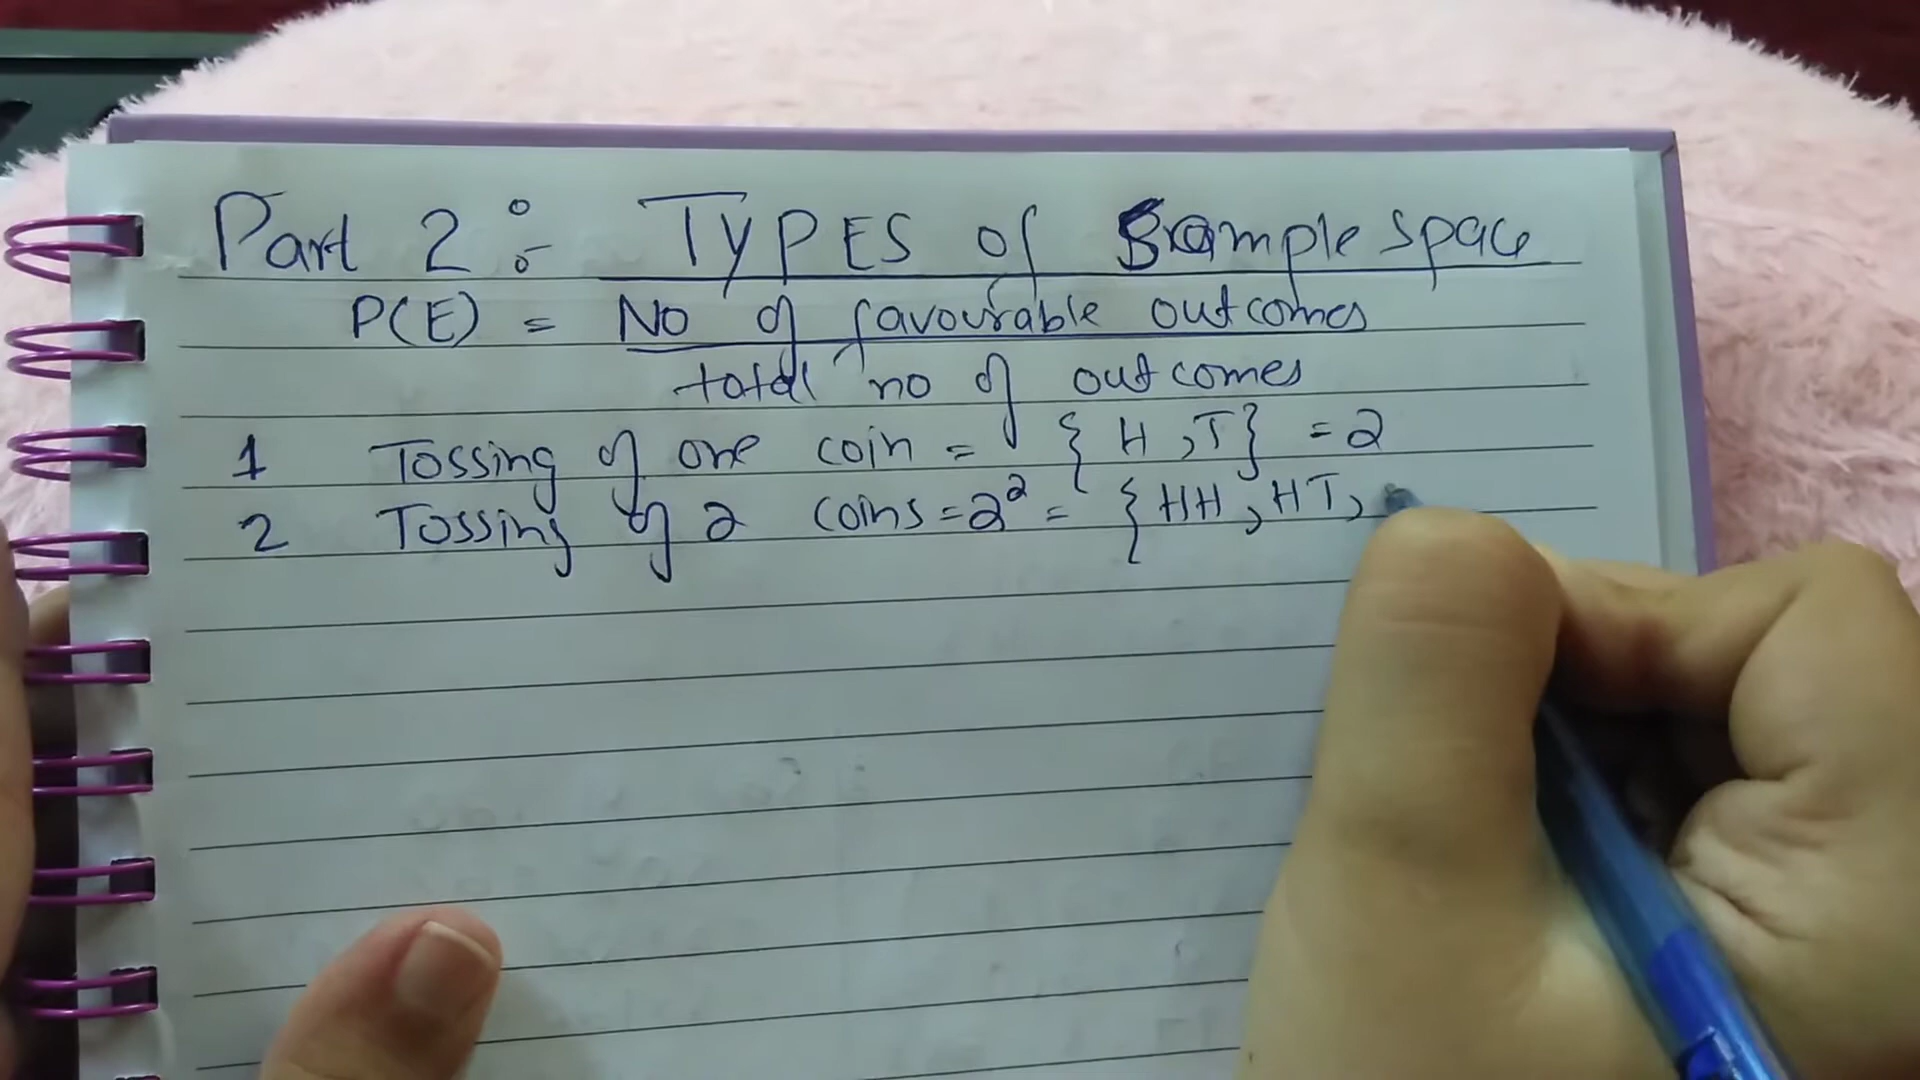 Part 2 : TYPES of Sample space
P(E) = No of favourable outcomes
total no of outcomes
1 Tossing of one coin = { H , T } = 2
2 Tossing of 2 coins = 2² = { HH , HT ,